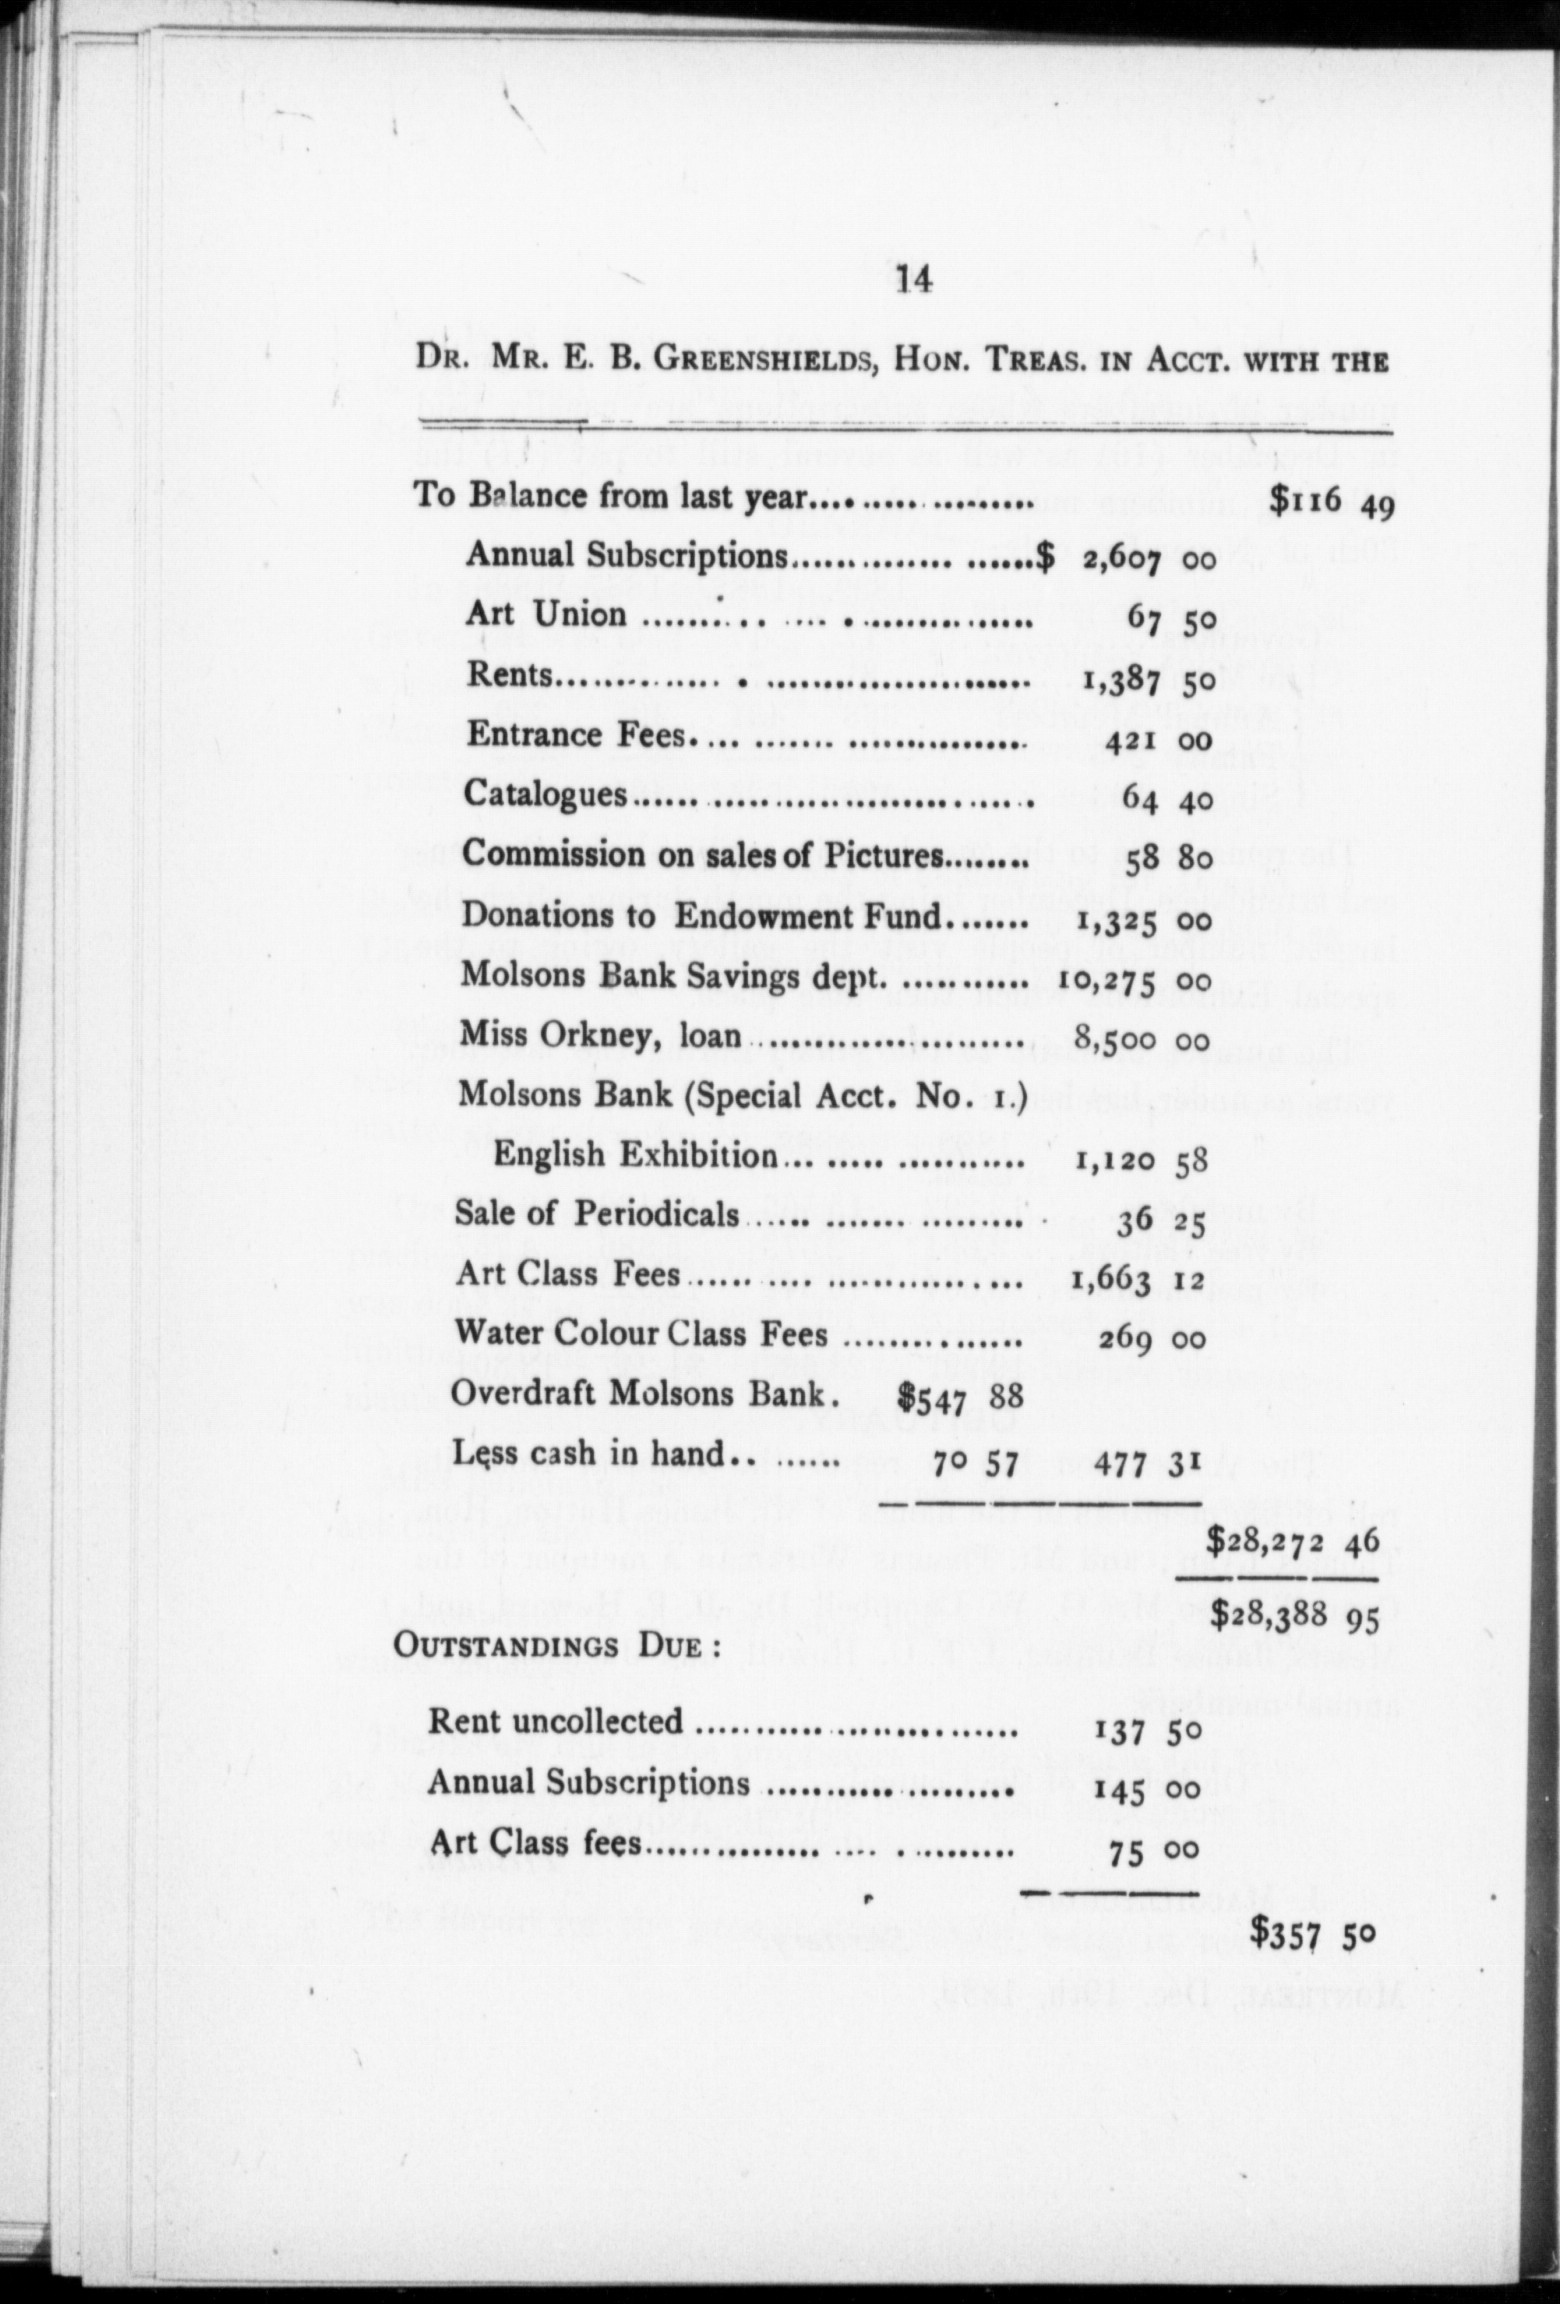 14
DR. MR. E. B. GREENSHIELDS, HON. TREAS. IN ACCT. WITH THE
To Balance from last year.................... $116 49
Annual Subscriptions....................$ 2,607 00
Art Union .............................. 67 50
Rents.................................... 1,387 50
Entrance Fees........................... 421 00
Catalogues............................... 64 40
Commission on sales of Pictures........ 58 80
Donations to Endowment Fund....... 1,325 00
Molsons Bank Savings dept. ........... 10,275 00
Miss Orkney, loan ...................... 8,500 00
Molsons Bank (Special Acct. No. 1.)
English Exhibition... ...... ........... 1,120 58
Sale of Periodicals ...... ....... ......... 36 25
Art Class Fees...... .... ................ 1,663 12
Water Colour Class Fees ............... 269 00
Overdraft Molsons Bank. $547 88
Less cash in hand.. ...... 70 57 477 31
$28,272 46
$28,388 95
OUTSTANDINGS DUE :
Rent uncollected ........................... 137 50
Annual Subscriptions .................... 145 00
Art Class fees............... .... .......... 75 00
$357 50